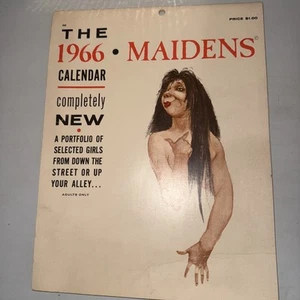 THE
1966 • MAIDENS
CALENDAR
PRICE $1.00
completely
NEW •
A PORTFOLIO OF
SELECTED GIRLS
FROM DOWN THE
STREET OR UP
YOUR ALLEY...
ADULTS ONLY